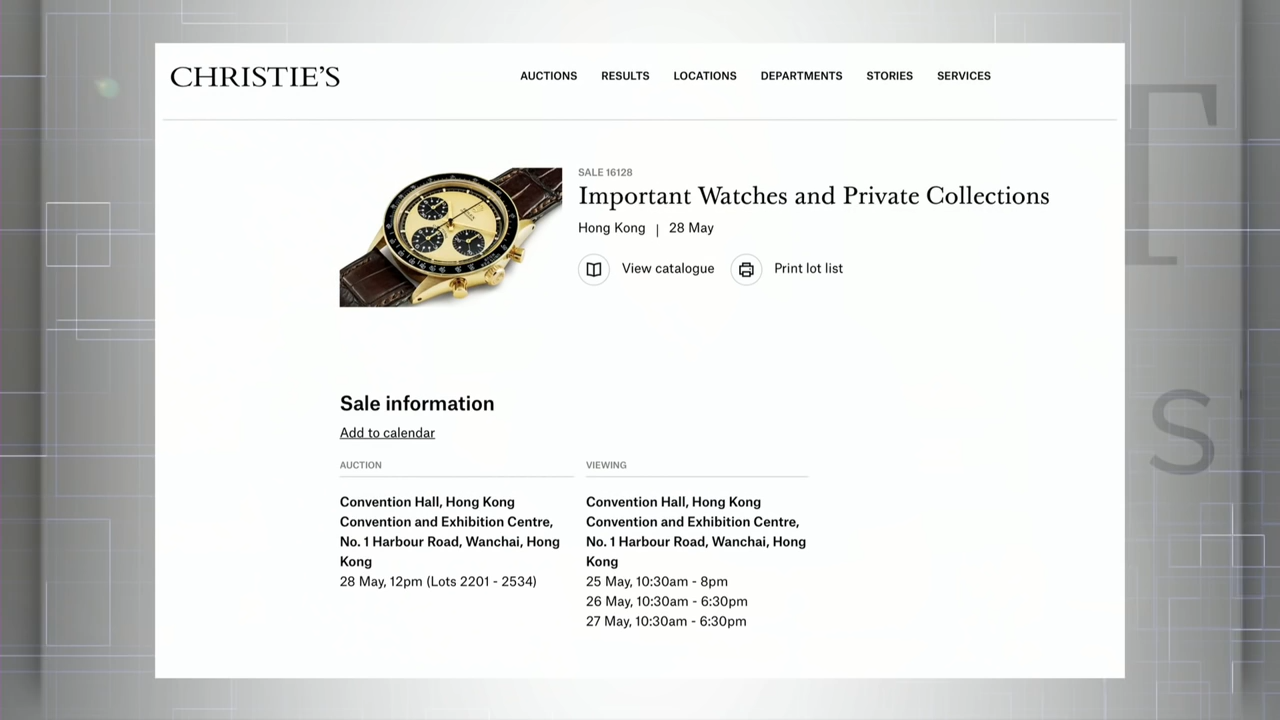 CHRISTIE'S
AUCTIONS RESULTS LOCATIONS DEPARTMENTS STORIES SERVICES
SALE 16128
Important Watches and Private Collections
Hong Kong | 28 May
View catalogue Print lot list
Sale information
Add to calendar
AUCTION
Convention Hall, Hong Kong
Convention and Exhibition Centre,
No. 1 Harbour Road, Wanchai, Hong
Kong
28 May, 12pm (Lots 2201 - 2534)
VIEWING
Convention Hall, Hong Kong
Convention and Exhibition Centre,
No. 1 Harbour Road, Wanchai, Hong
Kong
25 May, 10:30am - 8pm
26 May, 10:30am - 6:30pm
27 May, 10:30am - 6:30pm
T
S